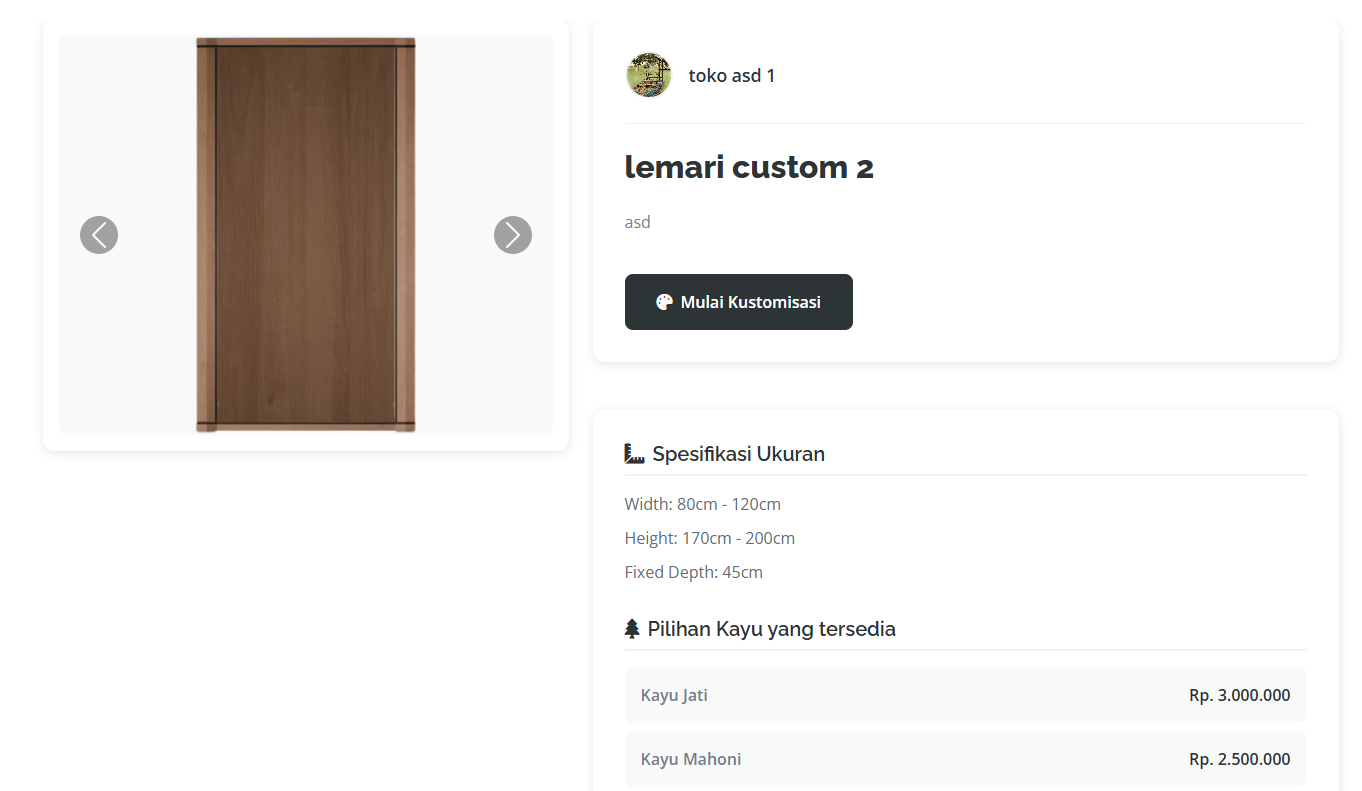 toko asd 1
lemari custom 2
asd
Mulai Kustomisasi
Spesifikasi Ukuran
Width: 80cm - 120cm
Height: 170cm - 200cm
Fixed Depth: 45cm
Pilihan Kayu yang tersedia
Kayu Jati Rp. 3.000.000
Kayu Mahoni Rp. 2.500.000